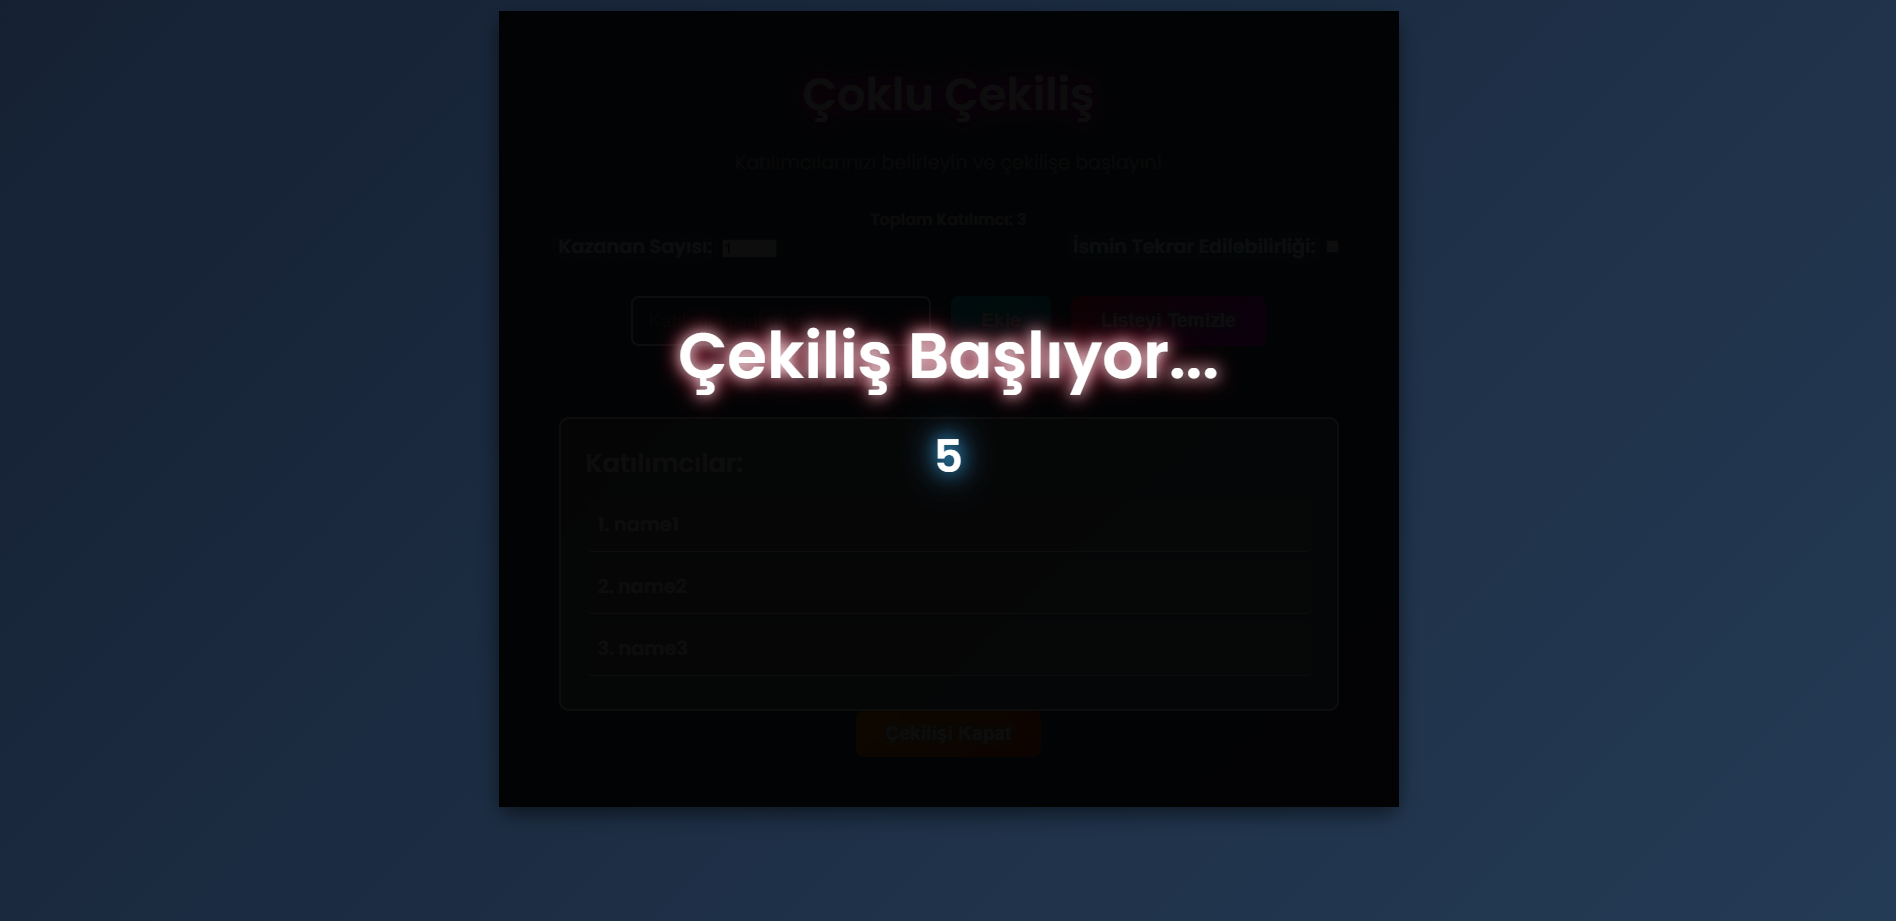 Çoklu Çekiliş
Katılımcılarınızı belirleyin ve çekilişe başlayın!
Toplam Katılımcı: 3
Kazanan Sayısı: 1
İsmin Tekrar Edilebilirliği:
Ekle
Listeyi Temizle
Çekiliş Başlıyor...
5
Katılımcılar:
1. name1
2. name2
3. name3
Çekilişi Kapat